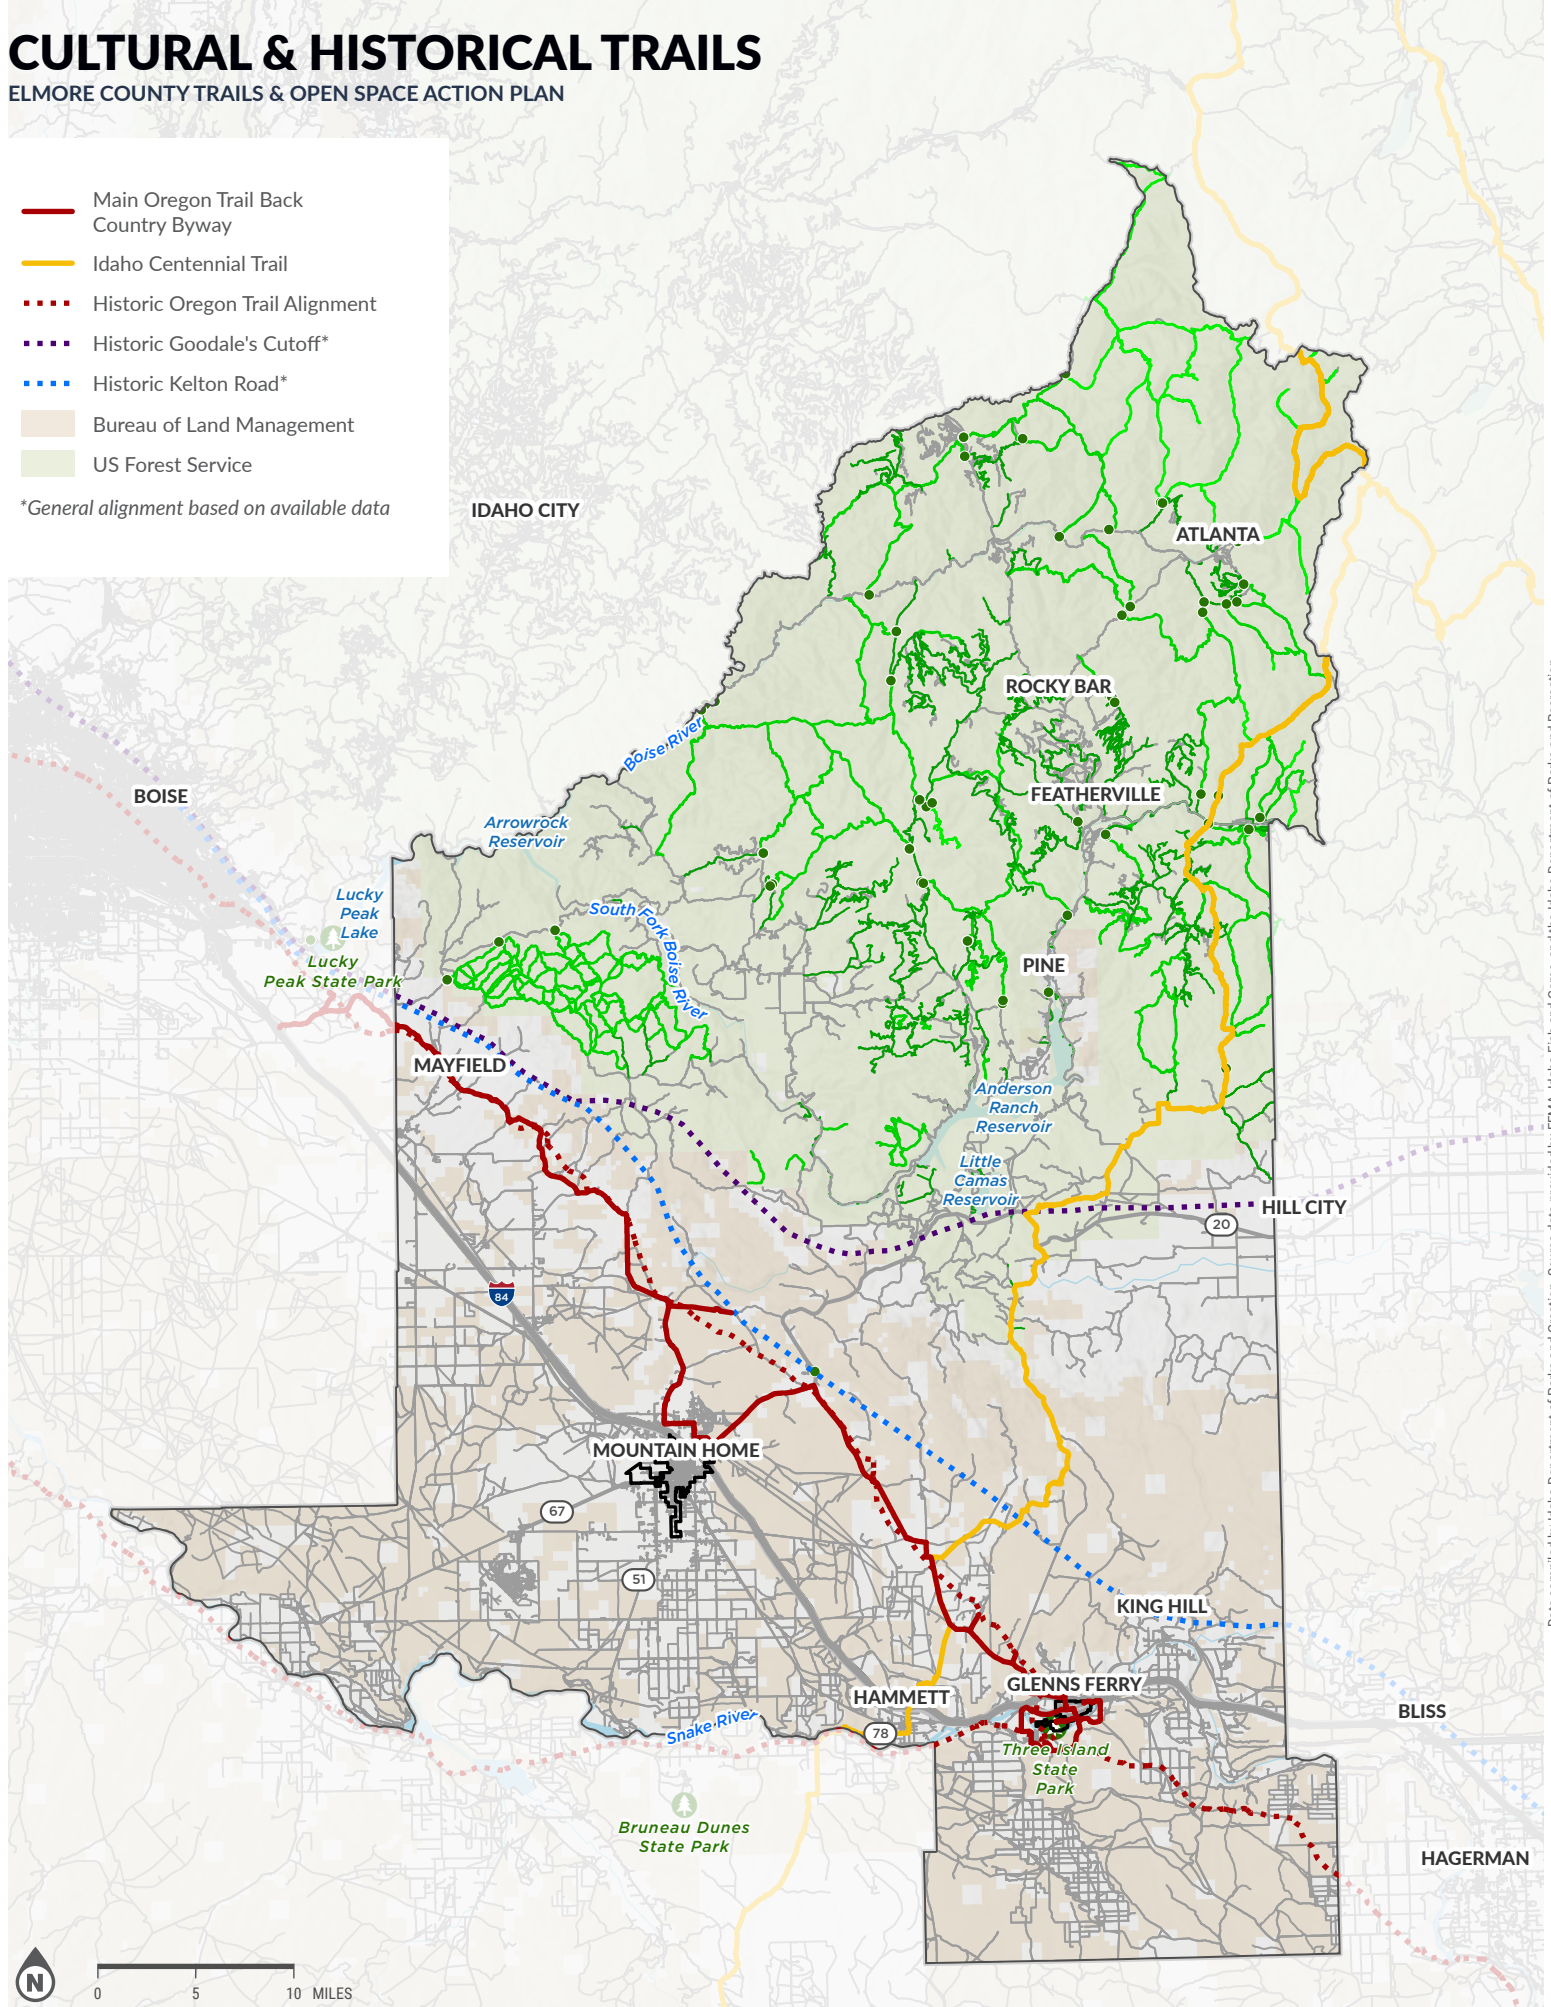 CULTURAL & HISTORICAL TRAILS
ELMORE COUNTY TRAILS & OPEN SPACE ACTION PLAN
Main Oregon Trail Back
Country Byway
Idaho Centennial Trail
Historic Oregon Trail Alignment
Historic Goodale's Cutoff*
Historic Kelton Road*
Bureau of Land Management
US Forest Service
*General alignment based on available data
IDAHO CITY
ATLANTA
ROCKY BAR
Boise River
BOISE
FEATHERVILLE
Arrowrock
Reservoir
Lucky
Peak
Lake
South Fork Boise River
Lucky
Peak State Park
PINE
MAYFIELD
Anderson
Ranch
Reservoir
Little
Camas
Reservoir
HILL CITY
20
84
MOUNTAIN HOME
67
51
KING HILL
GLENNS FERRY
HAMMETT
BLISS
Snake River
78
Three Island
State
Park
Bruneau Dunes
State Park
HAGERMAN
N
0 5 10 MILES